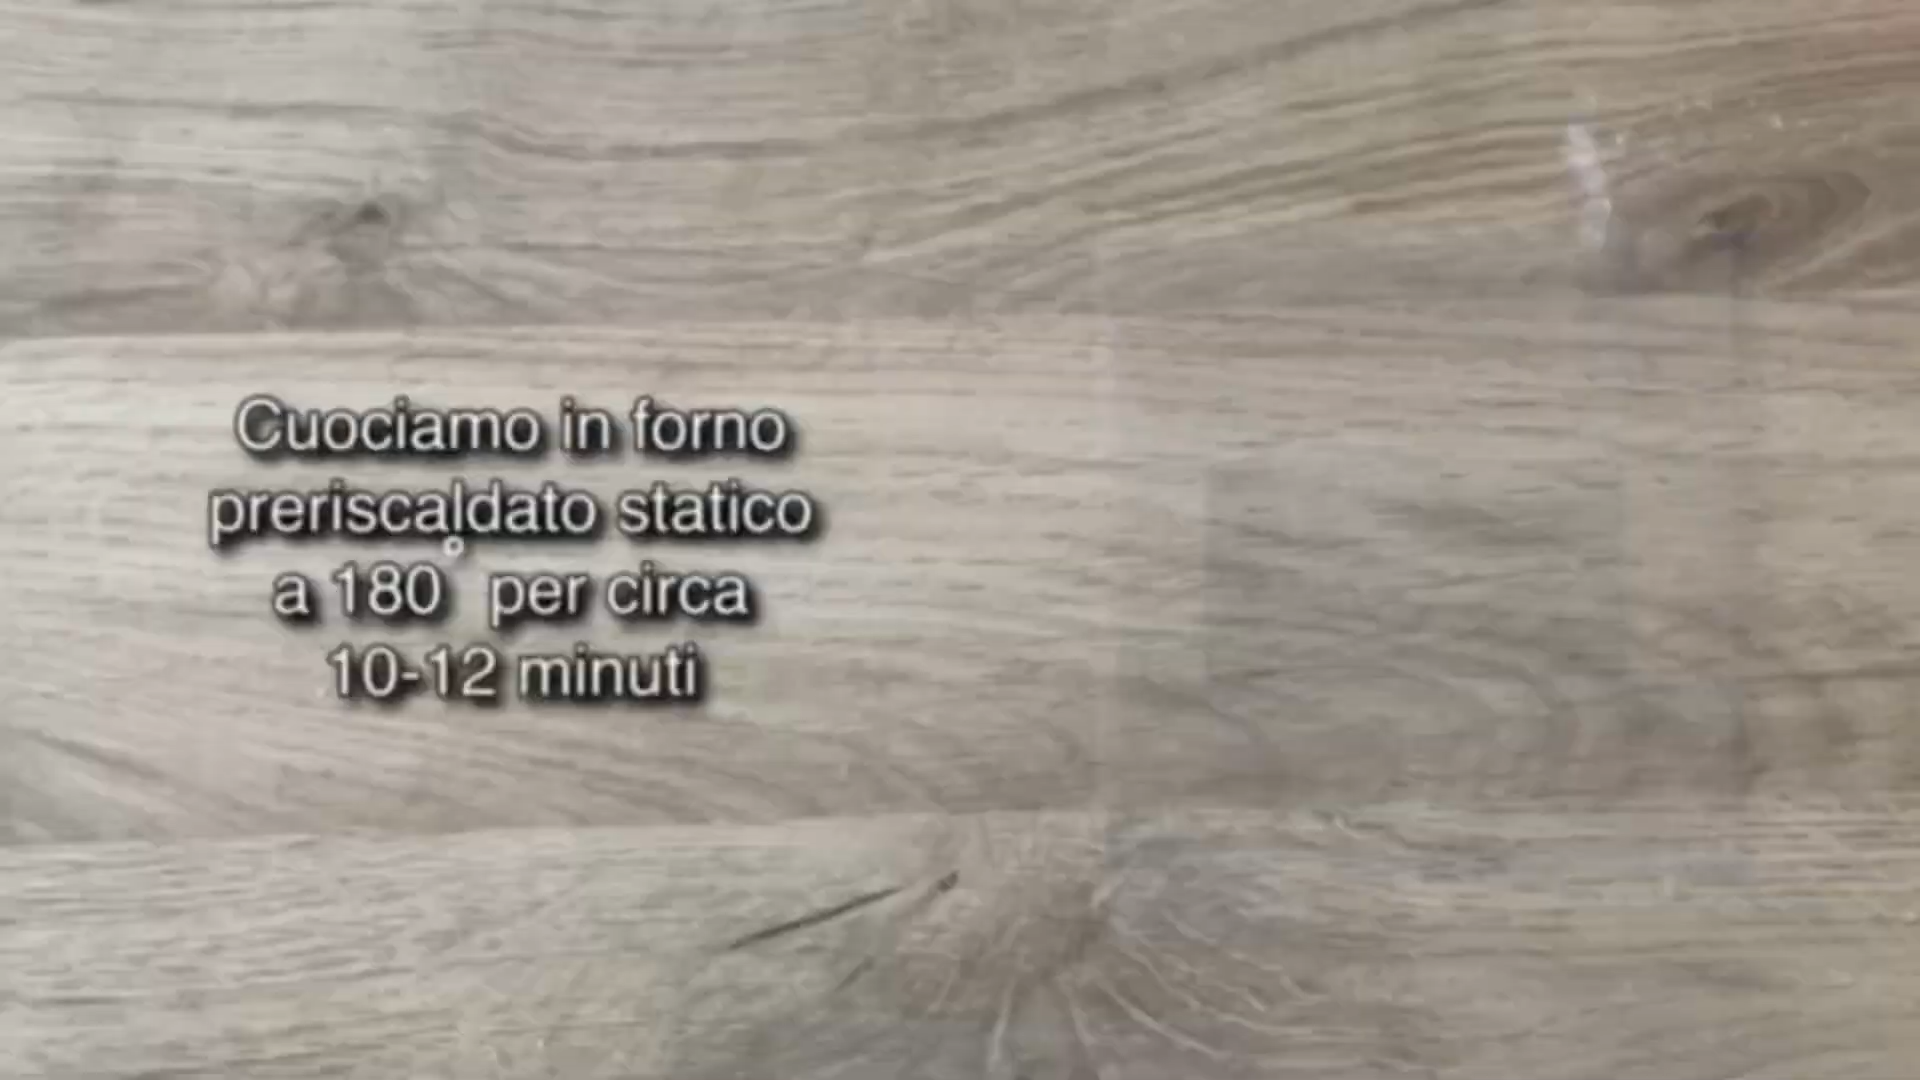 Cuociamo in forno
preriscaldato statico
a 180° per circa
10-12 minuti